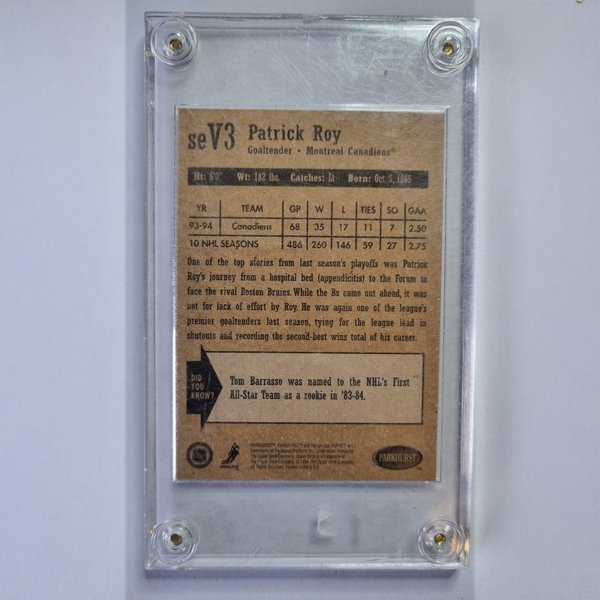 seV3 Patrick Roy
Goaltender • Montreal Canadiens®
Ht: 6'0" Wt: 182 lbs. Catches: Lt Born: Oct. 5, 1965
YR TEAM GP W L TIES SO GAA
93-94 Canadiens 68 35 17 11 7 2.50
10 NHL SEASONS 486 260 146 59 27 2.75
One of the top stories from last season's playoffs was Patrick
Roy's journey from a hospital bed (appendicitis) to the Forum to
face the rival Boston Bruins. While the Bs came out ahead, it was
not for lack of effort by Roy. He was again one of the league's
premier goaltenders last season, tying for the league lead in
shutouts and recording the second-best wins total of his career.
DID
YOU
KNOW?
Tom Barrasso was named to the NHL's First
All-Star Team as a rookie in '83-84.
PARKHURST